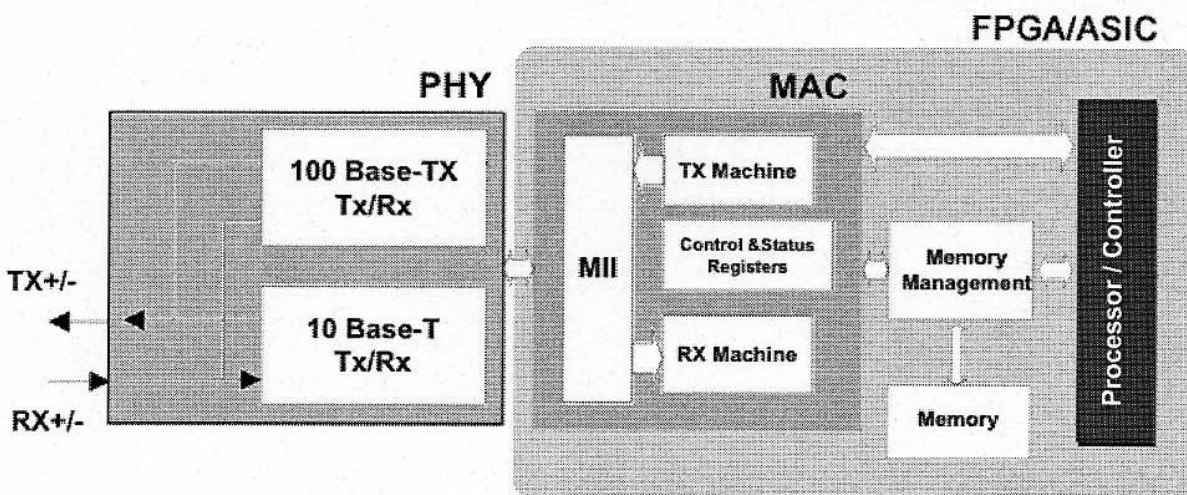 FPGA/ASIC
PHY
MAC
100 Base-TX
Tx/Rx
10 Base-T
Tx/Rx
TX+/-
RX+/-
MII
TX Machine
Control &Status
Registers
RX Machine
Memory
Management
Memory
Processor / Controller